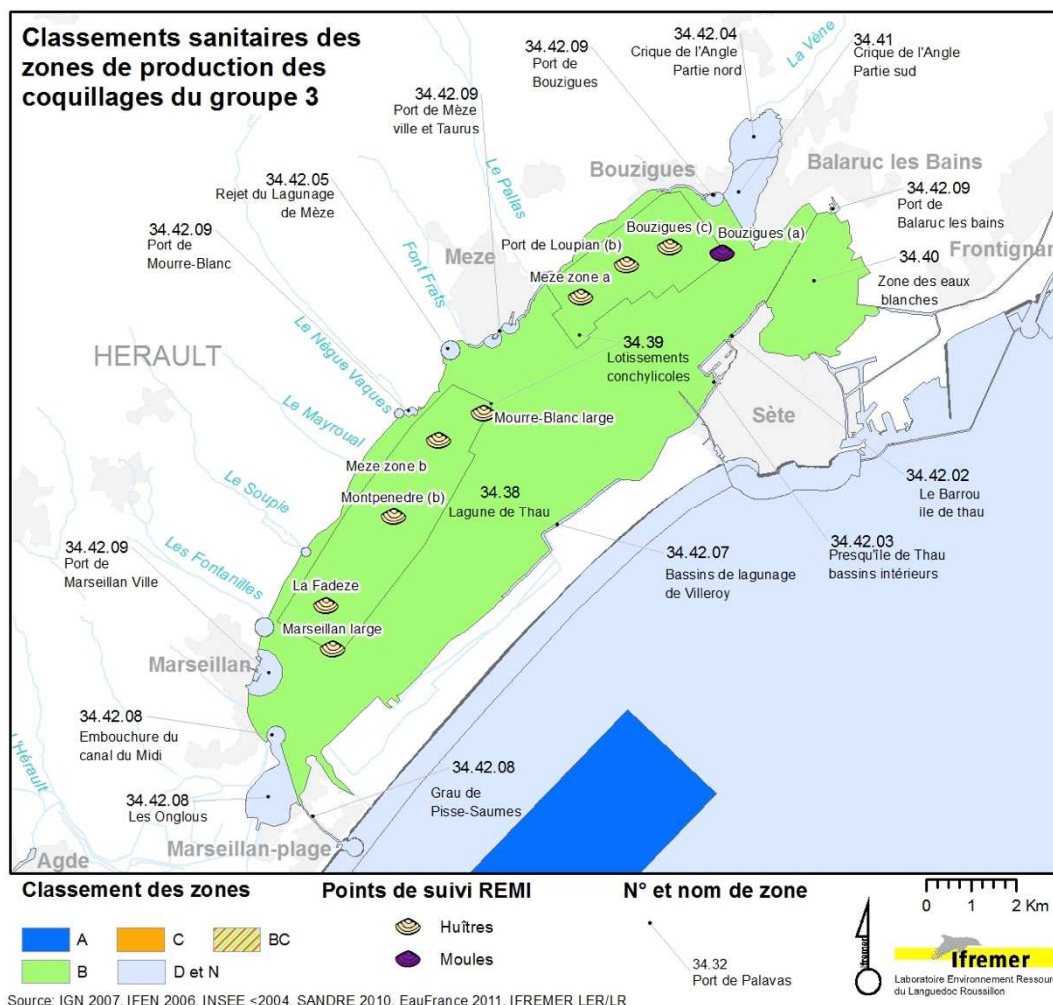 Classements sanitaires des
zones de production des
coquillages du groupe 3
34.42.09
Port de
Bouzigues
34.42.04
Crique de l'Angle
Partie nord
La Vène
34.41
Crique de l'Angle
Partie sud
34.42.09
Port de Mèze
ville et Taurus
34.42.05
Rejet du Lagunage
de Mèze
34.42.09
Port de
Mourre-Blanc
Le Pallas
Bouzigues
Balaruc les Bains
34.42.09
Port de
Balaruc les bains
Frontignan
Font Frats
Meze
Port de Loupian (b)
Bouzigues (c)
Bouzigues (a)
Meze zone a
34.40
Zone des eaux
blanches
HERAULT
Le Nègue Vaques
34.39
Lotissements
conchylicoles
Le Mayroual
Mourre-Blanc large
Sète
Meze zone b
Le Soupie
Montpenedre (b)
34.38
Lagune de Thau
34.42.02
Le Barrou
ile de thau
34.42.09
Port de
Marseillan Ville
Les Fontanilles
34.42.07
Bassins de lagunage
de Villeroy
34.42.03
Presqu'île de Thau
bassins intérieurs
La Fadeze
Marseillan large
Marseillan
34.42.08
Embouchure du
canal du Midi
L'Hérault
34.42.08
Les Onglous
34.42.08
Grau de
Pisse-Saumes
Marseillan-plage
Agde
Classement des zones
A
C
BC
B
D et N
Points de suivi REMI
Huîtres
Moules
N° et nom de zone
34.32
Port de Palavas
0 1 2 Km
ifremer
Ifremer
Laboratoire Environnement Ressource
du Languedoc Roussillon
Source: IGN 2007, IFEN 2006, INSEE <2004, SANDRE 2010, EauFrance 2011, IFREMER LER/LR